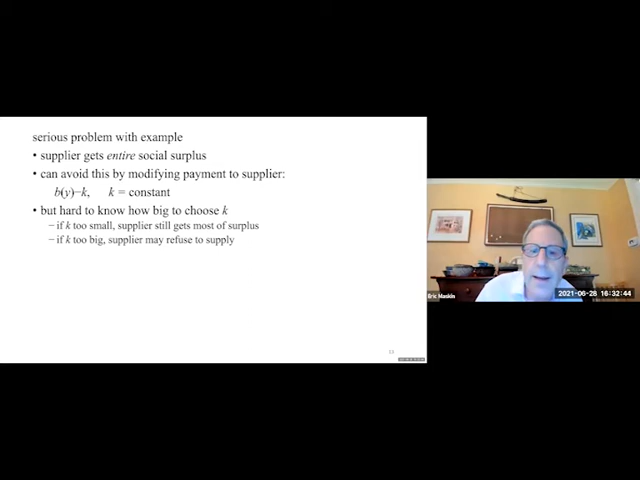 serious problem with example
• supplier gets entire social surplus
• can avoid this by modifying payment to supplier:
b(y)−k, k = constant
• but hard to know how big to choose k
− if k too small, supplier still gets most of surplus
− if k too big, supplier may refuse to supply
Eric Maskin
2021-06-28 16:32:44